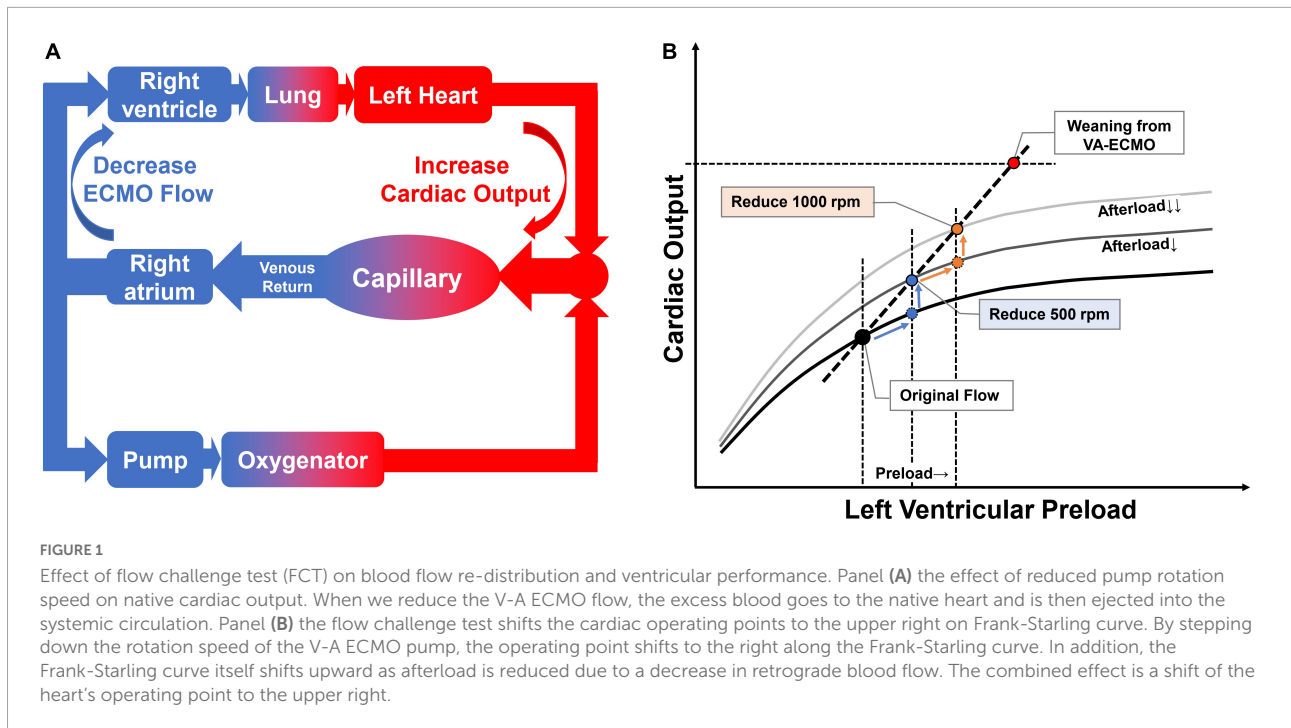 A
Right
ventricle
Lung
Left Heart
Decrease
ECMO Flow
Increase
Cardiac Output
Right
atrium
Venous
Return
Capillary
Pump
Oxygenator
B
Cardiac Output
Weaning from
VA-ECMO
Reduce 1000 rpm
Afterload↓↓
Afterload↓
Reduce 500 rpm
Original Flow
Preload→
Left Ventricular Preload
FIGURE 1
Effect of flow challenge test (FCT) on blood flow re-distribution and ventricular performance. Panel (A) the effect of reduced pump rotation
speed on native cardiac output. When we reduce the V-A ECMO flow, the excess blood goes to the native heart and is then ejected into the
systemic circulation. Panel (B) the flow challenge test shifts the cardiac operating points to the upper right on Frank-Starling curve. By stepping
down the rotation speed of the V-A ECMO pump, the operating point shifts to the right along the Frank-Starling curve. In addition, the
Frank-Starling curve itself shifts upward as afterload is reduced due to a decrease in retrograde blood flow. The combined effect is a shift of the
heart's operating point to the upper right.